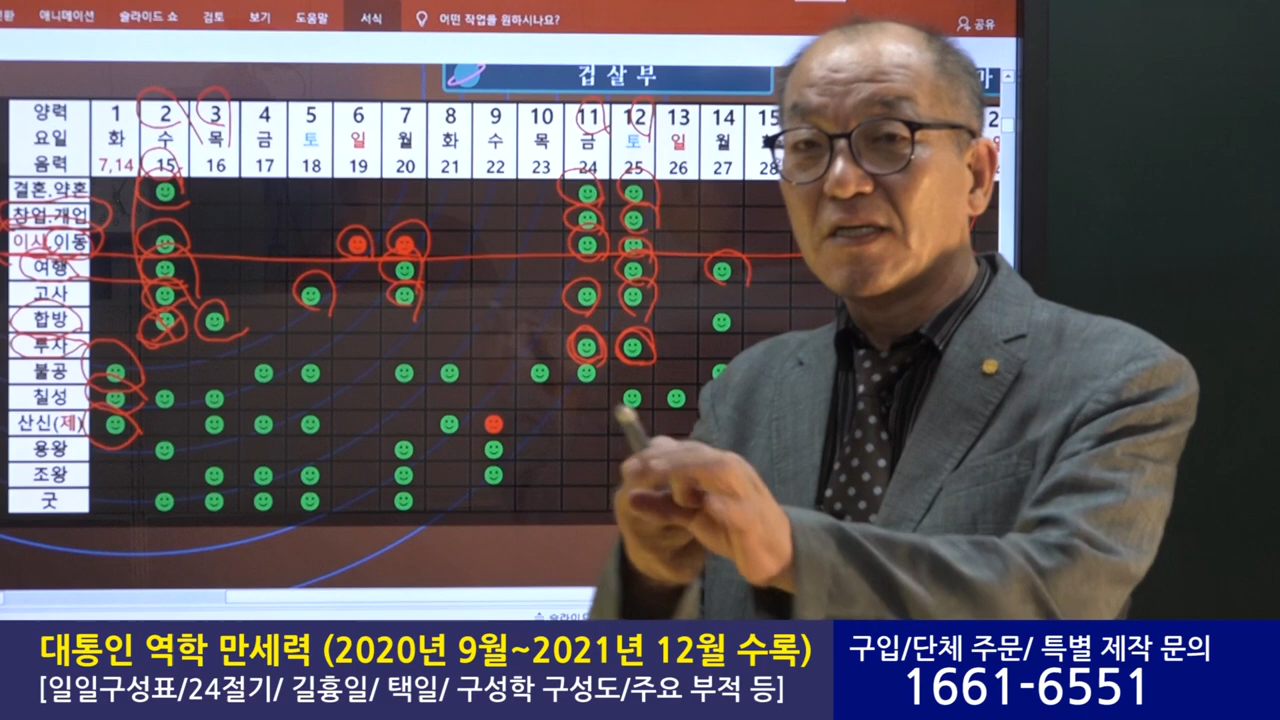 애니메이션 슬라이드 쇼 검토 보기 도움말 서식 어떤 작업을 원하시나요? 공유
겁살부
양력 1 2 3 4 5 6 7 8 9 10 11 12 13 14 15
요일 화 수 목 금 토 일 월 화 수 목 금 토 일 월
음력 7,14 15 16 17 18 19 20 21 22 23 24 25 26 27 28
결혼.약혼
창업.개업
이사.이동
여행
고사
합방
투자
불공
칠성
산신(제)
용왕
조왕
굿
대통인 역학 만세력 (2020년 9월~2021년 12월 수록)
[일일구성표/24절기/ 길흉일/ 택일/ 구성학 구성도/주요 부적 등]
구입/단체 주문/ 특별 제작 문의
1661-6551